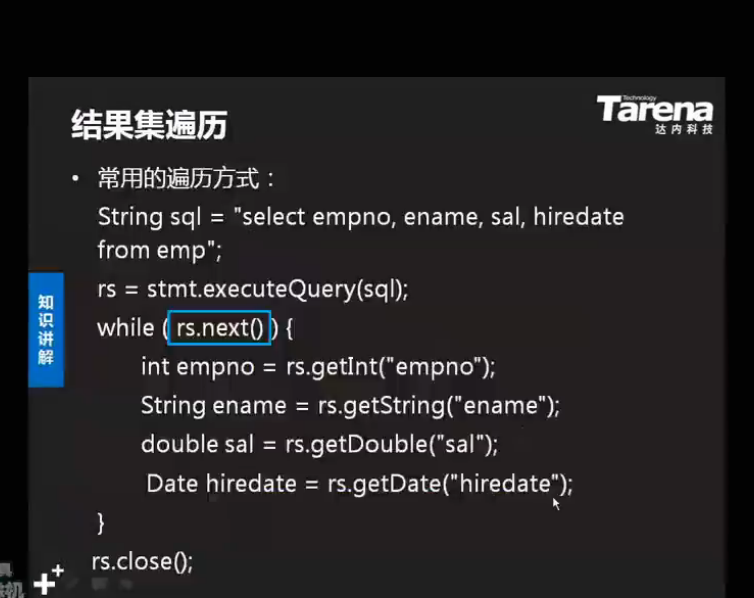 Technology
Tarena
达内科技
结果集遍历
• 常用的遍历方式：
String sql = "select empno, ename, sal, hiredate
from emp";
rs = stmt.executeQuery(sql);
while ( rs.next() ) {
int empno = rs.getInt("empno");
String ename = rs.getString("ename");
double sal = rs.getDouble("sal");
Date hiredate = rs.getDate("hiredate");
}
rs.close();
知识讲解
++